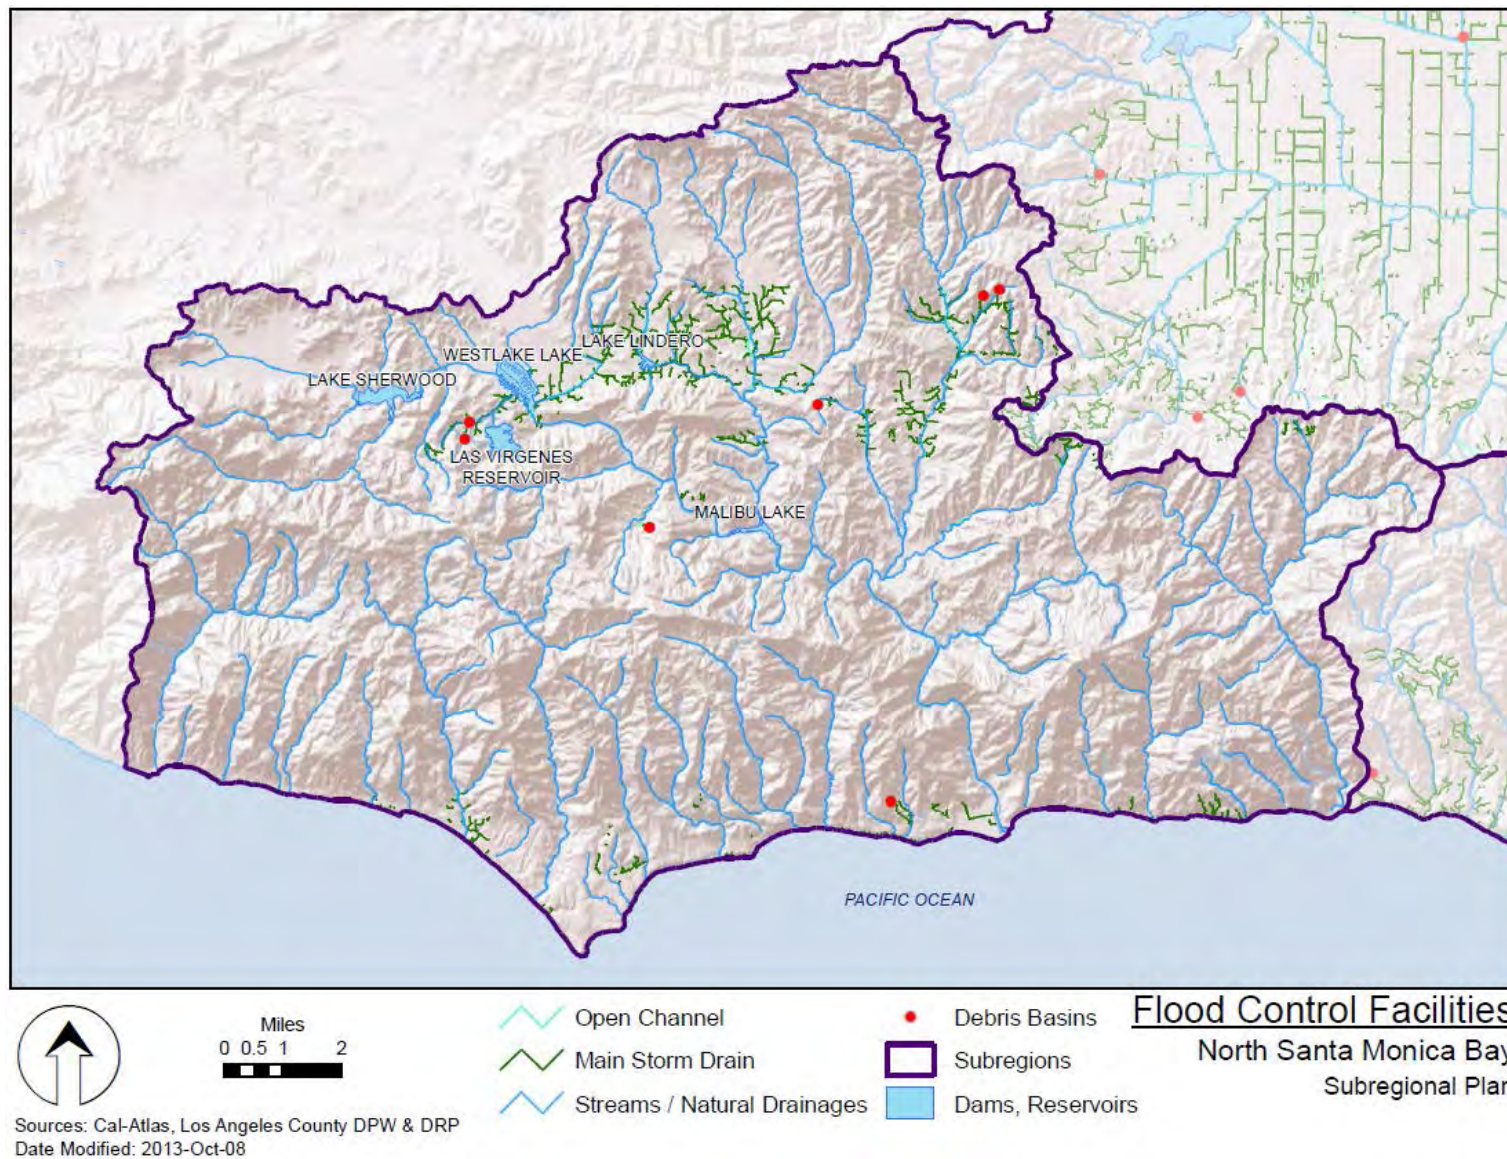 LAKE LINDERO
WESTLAKE LAKE
LAKE SHERWOOD
LAS VIRGENES
RESERVOIR
MALIBU LAKE
PACIFIC OCEAN
Miles
0 0.5 1 2
Open Channel
Main Storm Drain
Streams / Natural Drainages
Debris Basins
Subregions
Dams, Reservoirs
Flood Control Facilities
North Santa Monica Bay
Subregional Plan
Sources: Cal-Atlas, Los Angeles County DPW & DRP
Date Modified: 2013-Oct-08